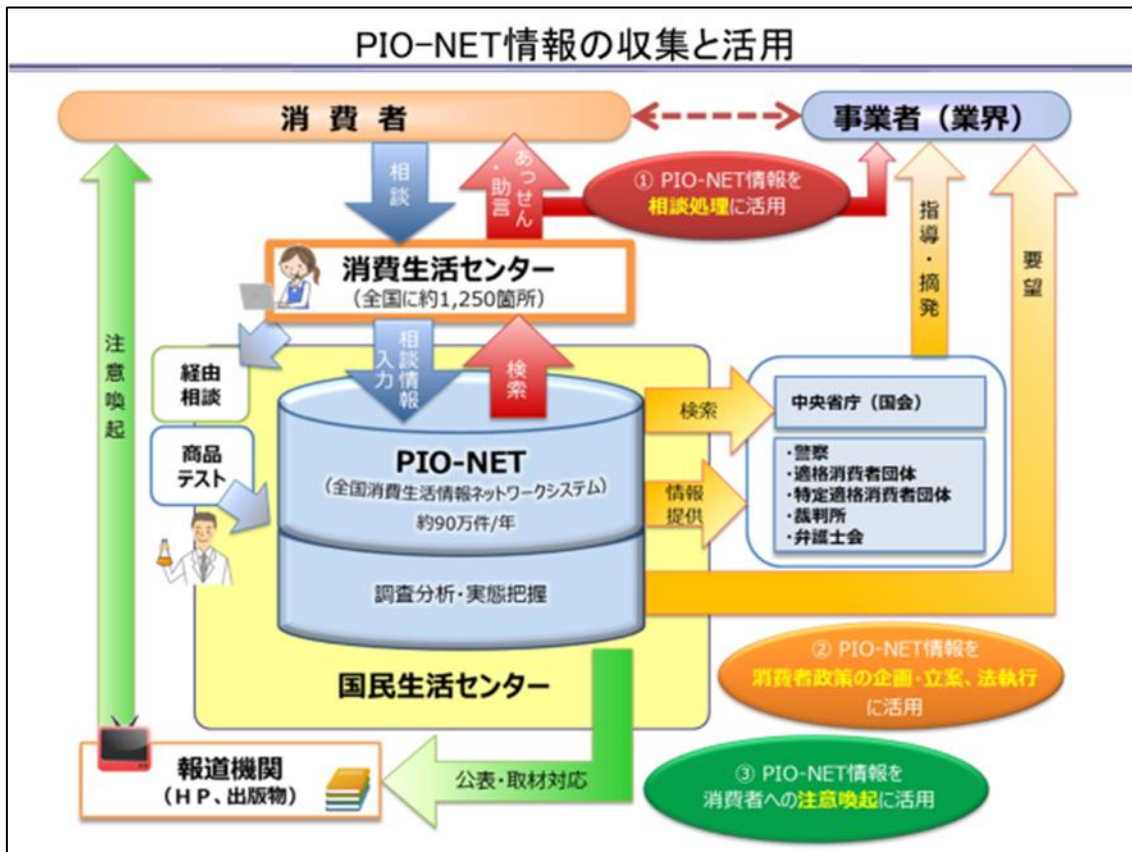 PIO-NET情報の収集と活用
消費者
事業者（業界）
相談
あっせん
・助言
① PIO-NET情報を
相談処理に活用
指導・摘発
要望
消費生活センター
（全国に約1,250箇所）
注意喚起
経由
相談
相談情報
入力
検索
商品
テスト
PIO-NET
（全国消費生活情報ネットワークシステム）
約90万件/年
調査分析・実態把握
検索
情報
提供
中央省庁（国会）
・警察
・適格消費者団体
・特定適格消費者団体
・裁判所
・弁護士会
国民生活センター
② PIO-NET情報を
消費者政策の企画・立案、法執行
に活用
報道機関
（ＨＰ、出版物）
公表・取材対応
③ PIO-NET情報を
消費者への注意喚起に活用